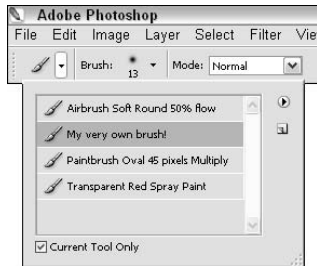 Adobe Photoshop
File Edit Image Layer Select Filter Vie
Brush: 13 Mode: Normal
Airbrush Soft Round 50% flow
My very own brush!
Paintbrush Oval 45 pixels Multiply
Transparent Red Spray Paint
Current Tool Only